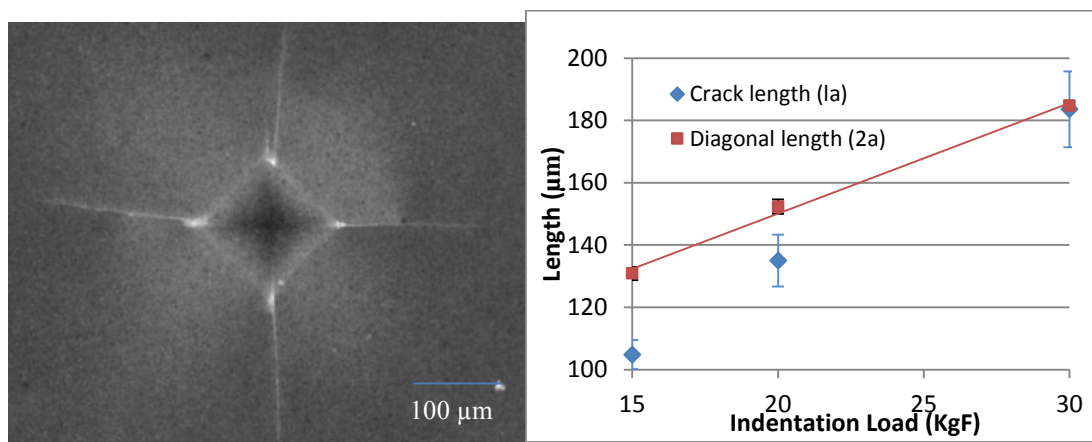 100 µm
200
180
160
140
120
100
Length (µm)
Crack length (la)
Diagonal length (2a)
15
20
25
30
Indentation Load (KgF)